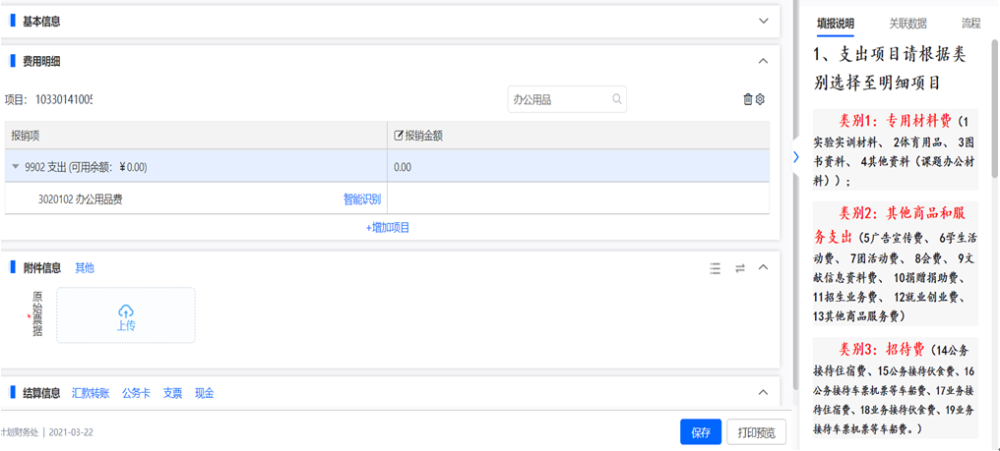 基本信息
费用明细
项目: 10330141005
办公用品
报销项 报销金额
9902 支出 (可用余额: ¥0.00) 0.00
3020102 办公用品费 智能识别
+增加项目
附件信息 其他
*原始票据
上传
结算信息 汇款转账 公务卡 支票 现金
计划财务处 | 2021-03-22
保存 打印预览
填报说明 关联数据 流程
1、支出项目请根据类
别选择至明细项目
类别1: 专用材料费 (1
实验实训材料、 2体育用品、 3图
书资料、 4其他资料 (课题办公材
料) );
类别2: 其他商品和服
务支出 (5广告宣传费、 6学生活
动费、 7团活动费、 8会费、 9文
献信息资料费、 10捐赠捐助费、
11招生业务费、 12就业创业费、
13其他商品服务费)
类别3: 招待费 (14公务
接待住宿费、15公务接待伙食费、16
公务接待车票机票等车船费、17业务接
待住宿费、18业务接待伙食费、19业务
接待车票机票等车船费。)